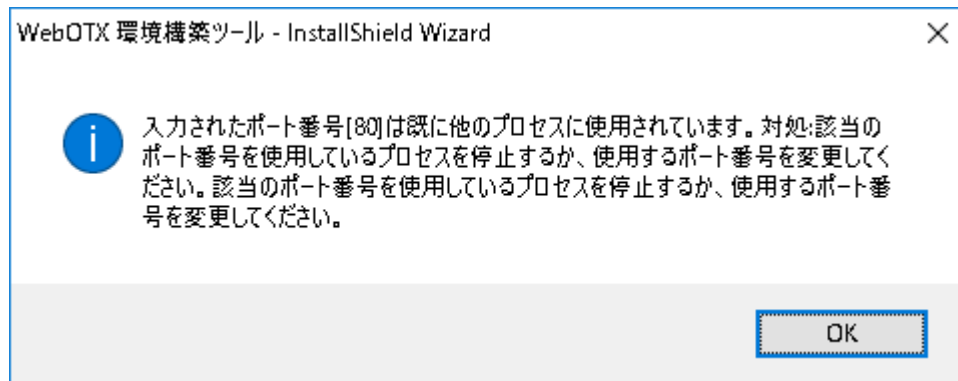 WebOTX 環境構築ツール - InstallShield Wizard
入力されたポート番号[80]は既に他のプロセスに使用されています。対処:該当の
ポート番号を使用しているプロセスを停止するか、使用するポート番号を変更してく
ださい。該当のポート番号を使用しているプロセスを停止するか、使用するポート番
号を変更してください。
OK